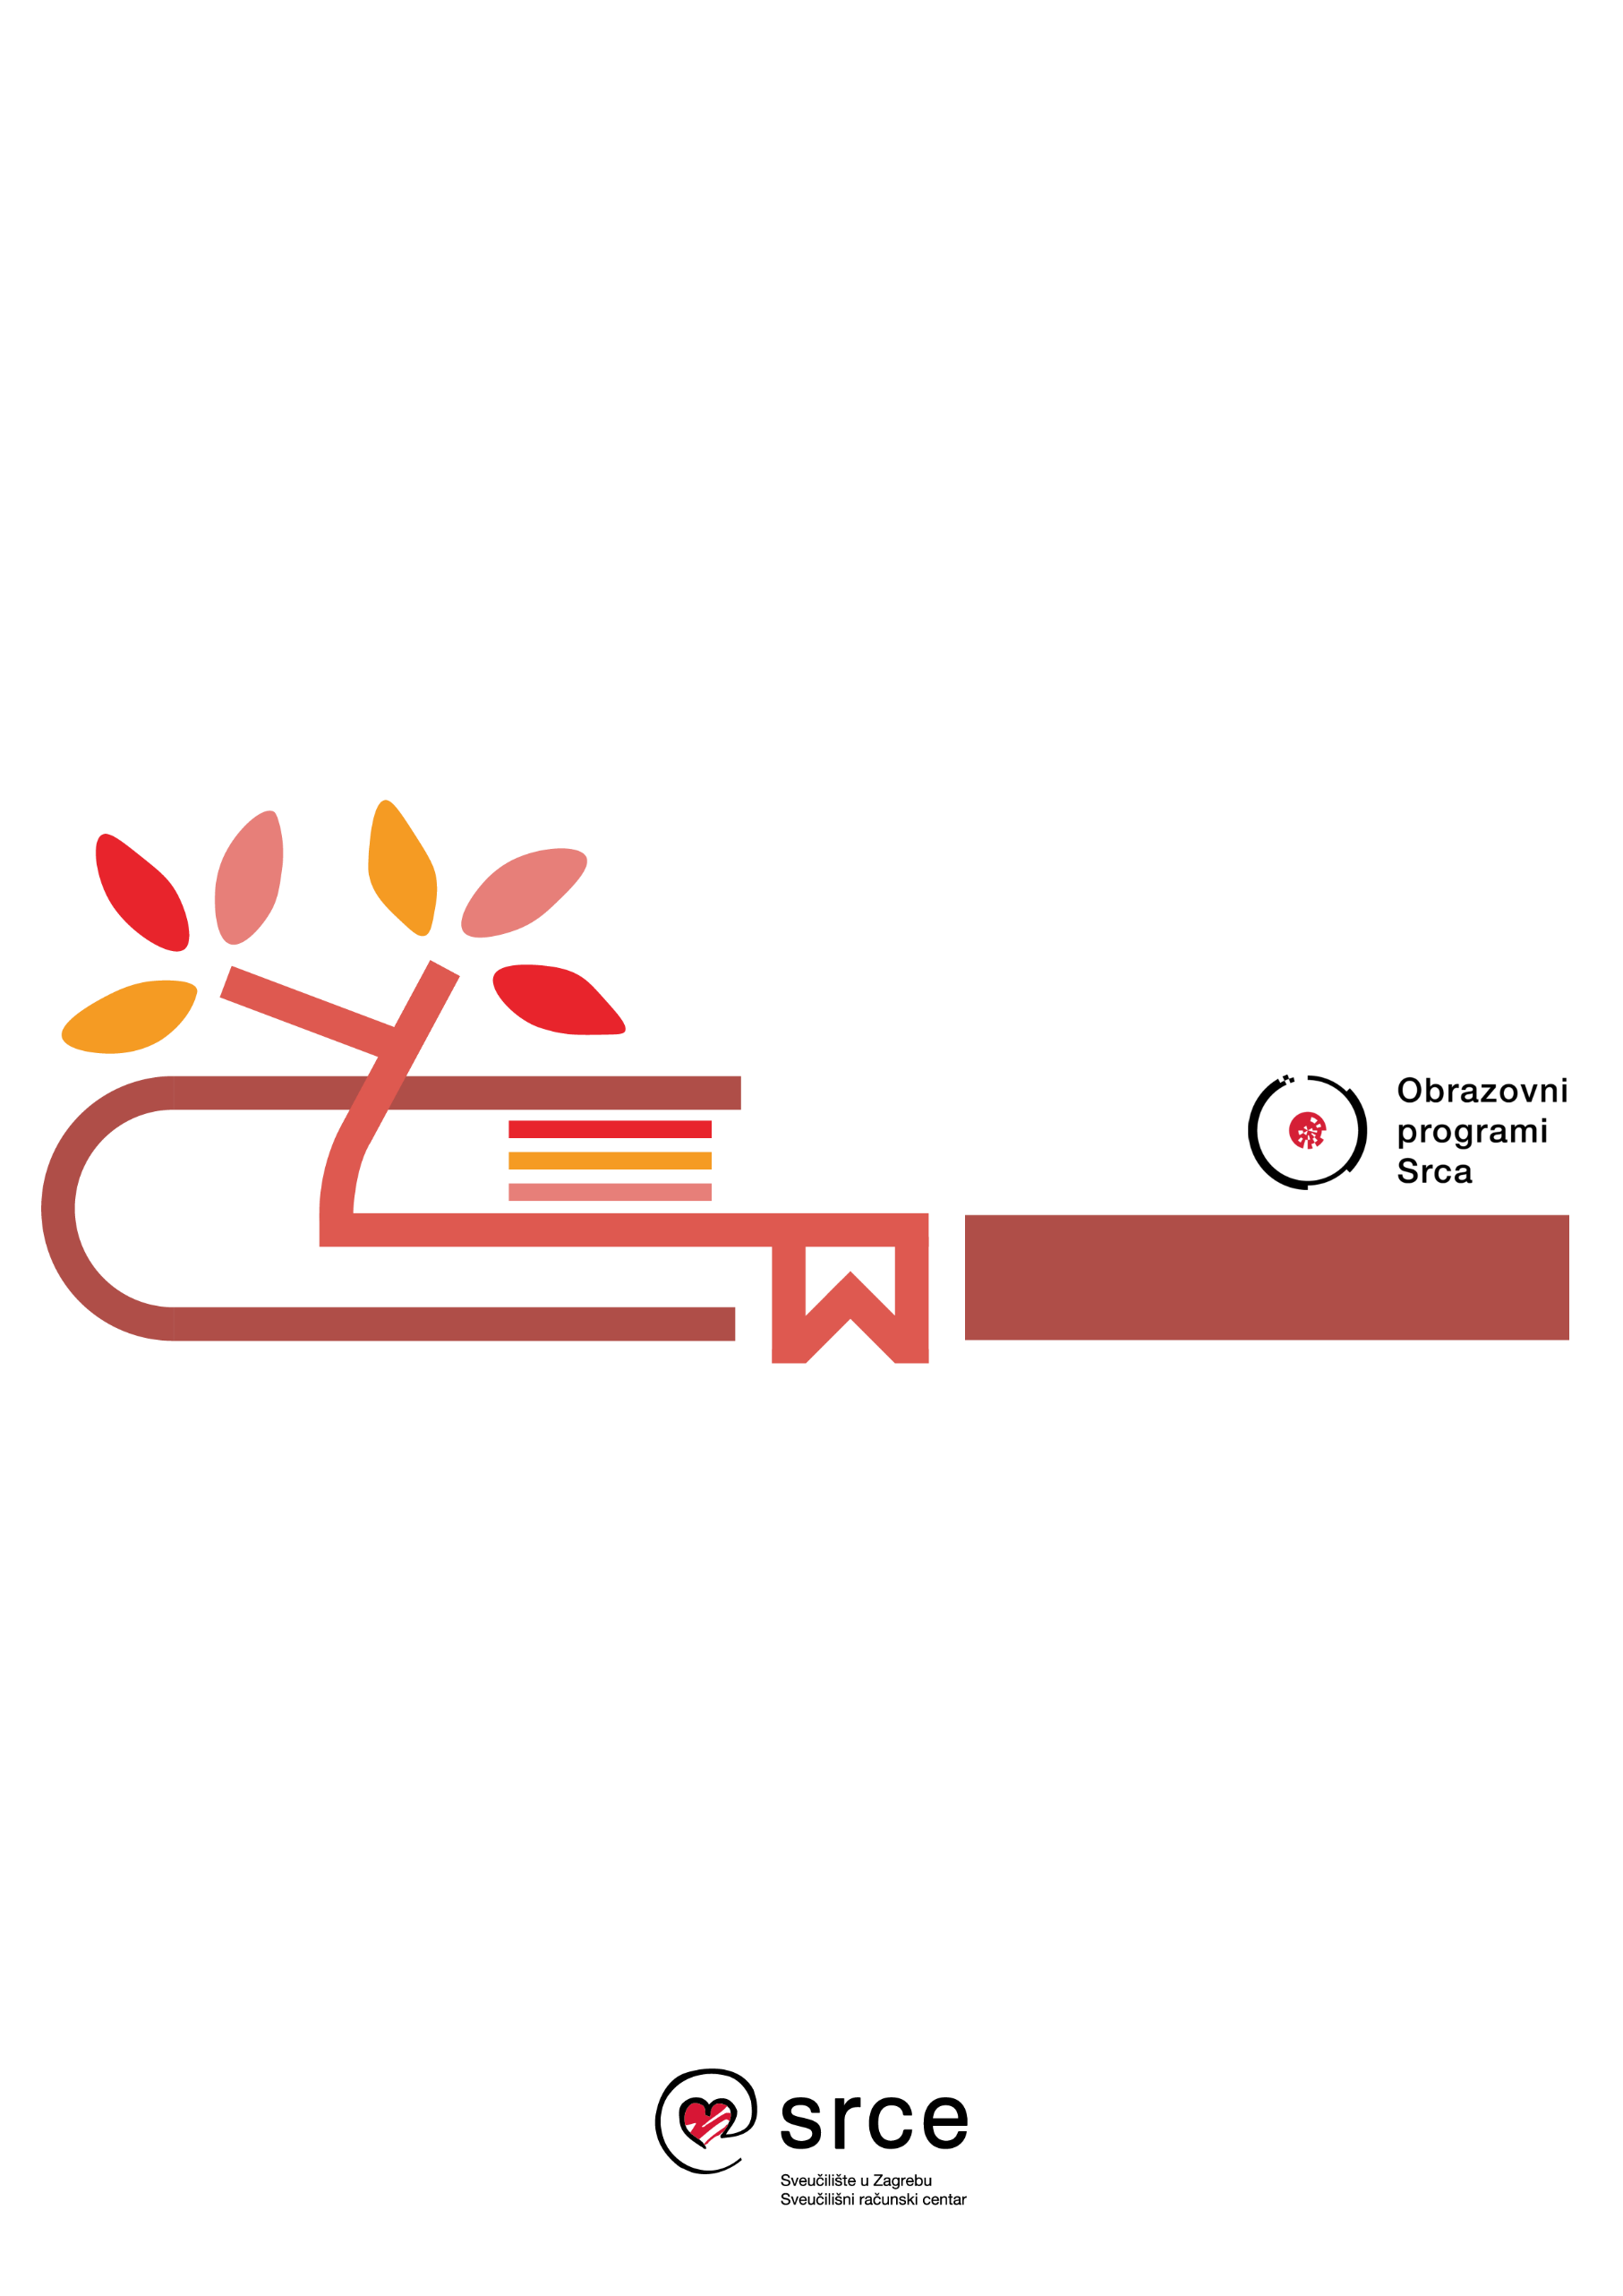 Obrazovni
programi
Srca
srce
Sveučilište u Zagrebu
Sveučilišni računski centar